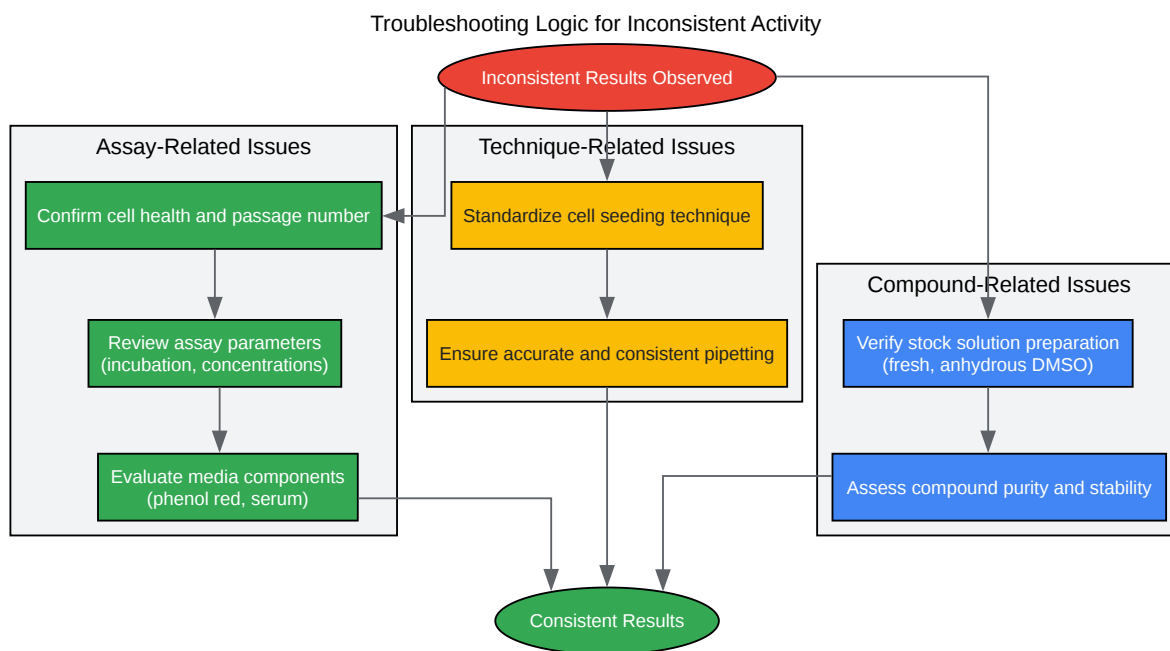 Troubleshooting Logic for Inconsistent Activity
Inconsistent Results Observed
Assay-Related Issues
Confirm cell health and passage number
Review assay parameters
(incubation, concentrations)
Evaluate media components
(phenol red, serum)
Technique-Related Issues
Standardize cell seeding technique
Ensure accurate and consistent pipetting
Compound-Related Issues
Verify stock solution preparation
(fresh, anhydrous DMSO)
Assess compound purity and stability
Consistent Results